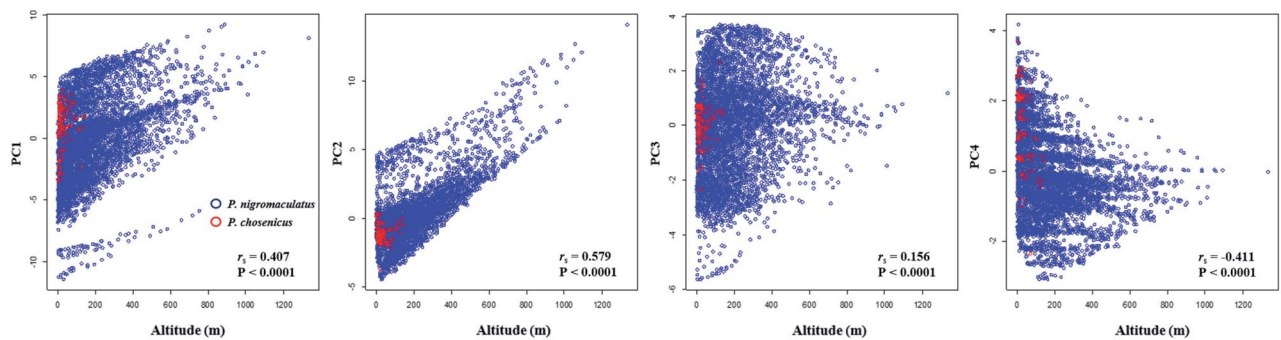 10
5
0
-5
-10
PC1
0 200 400 600 800 1000 1200
Altitude (m)
P. nigromaculatus
P. chosenicus
rs = 0.407
P < 0.0001
10
5
0
-5
PC2
0 200 400 600 800 1000 1200
Altitude (m)
rs = 0.579
P < 0.0001
4
2
0
-2
-4
-6
PC3
0 200 400 600 800 1000 1200
Altitude (m)
rs = 0.156
P < 0.0001
4
2
0
-2
PC4
0 200 400 600 800 1000 1200
Altitude (m)
rs = -0.411
P < 0.0001